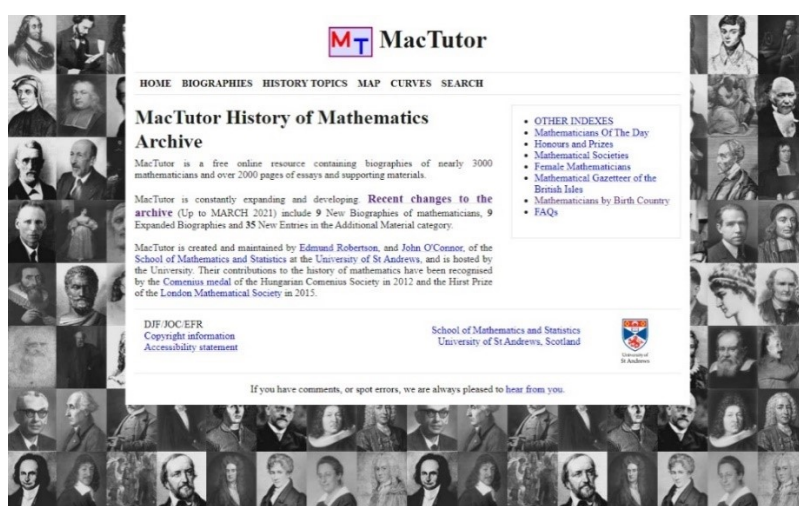 MT MacTutor
HOME BIOGRAPHIES HISTORY TOPICS MAP CURVES SEARCH
MacTutor History of Mathematics
Archive
MacTutor is a free online resource containing biographies of nearly 3000
mathematicians and over 2000 pages of essays and supporting materials.
MacTutor is constantly expanding and developing. Recent changes to the
archive (Up to MARCH 2021) include 9 New Biographies of mathematicians, 9
Expanded Biographies and 35 New Entries in the Additional Material category.
MacTutor is created and maintained by Edmund Robertson, and John O'Connor, of the
School of Mathematics and Statistics at the University of St Andrews, and is hosted
by the University. Their contributions to the history of mathematics have been recognised
by the Comenius medal of the Hungarian Comenius Society in 2012 and the Hirst Prize
of the London Mathematical Society in 2015.
OTHER INDEXES
Mathematicians Of The Day
Honours and Prizes
Mathematical Societies
Female Mathematicians
Mathematical Gazetteer of the
British Isles
Mathematicians by Birth Country
FAQs
DJF/JOC/EFR
Copyright information
Accessibility statement
School of Mathematics and Statistics
University of St Andrews, Scotland
University of
St Andrews
If you have comments, or spot errors, we are always pleased to hear from you.